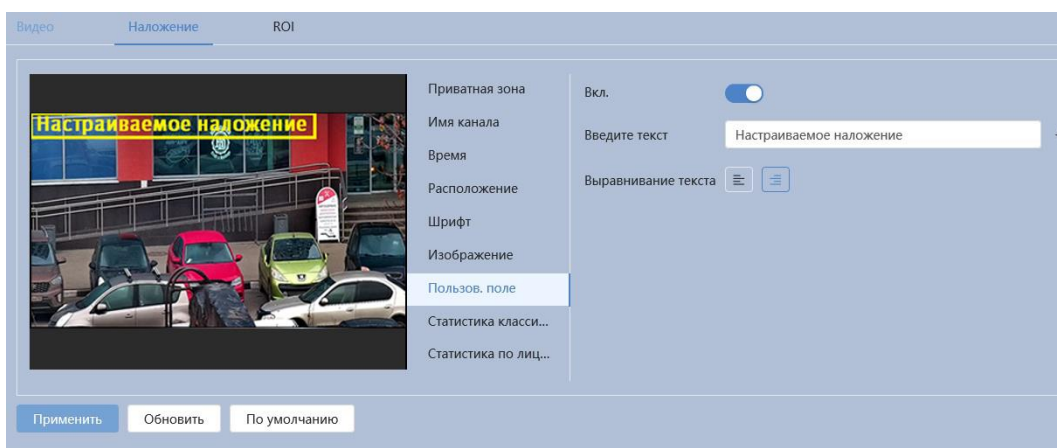 Видео Наложение ROI
Настраиваемое наложение
Приватная зона
Имя канала
Время
Расположение
Шрифт
Изображение
Пользов. поле
Статистика класси...
Статистика по лиц...
Вкл.
Введите текст Настраиваемое наложение
Выравнивание текста
Применить Обновить По умолчанию